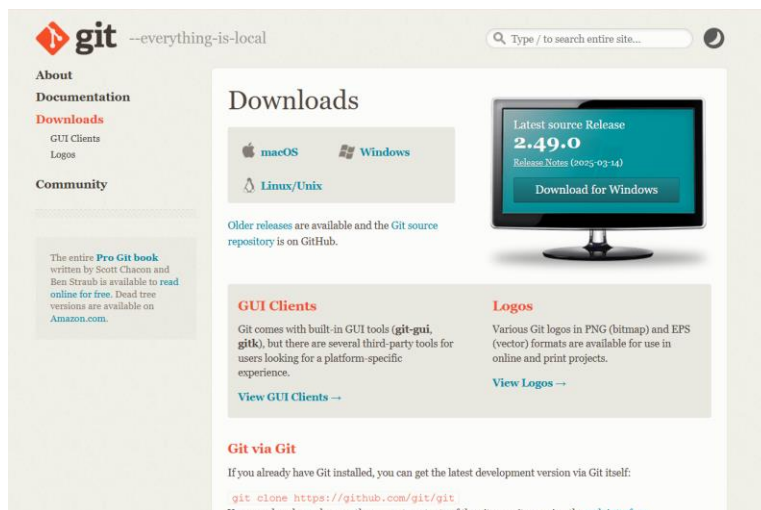 git --everything-is-local
Type / to search entire site...
About
Documentation
Downloads
GUI Clients
Logos
Community
The entire Pro Git book
written by Scott Chacon and
Ben Straub is available to read
online for free. Dead tree
versions are available on
Amazon.com.
Downloads
macOS Windows
Linux/Unix
Older releases are available and the Git source
repository is on GitHub.
Latest source Release
2.49.0
Release Notes (2025-03-14)
Download for Windows
GUI Clients
Git comes with built-in GUI tools (git-gui,
gitk), but there are several third-party tools for
users looking for a platform-specific
experience.
View GUI Clients →
Logos
Various Git logos in PNG (bitmap) and EPS
(vector) formats are available for use in
online and print projects.
View Logos →
Git via Git
If you already have Git installed, you can get the latest development version via Git itself:
git clone https://github.com/git/git